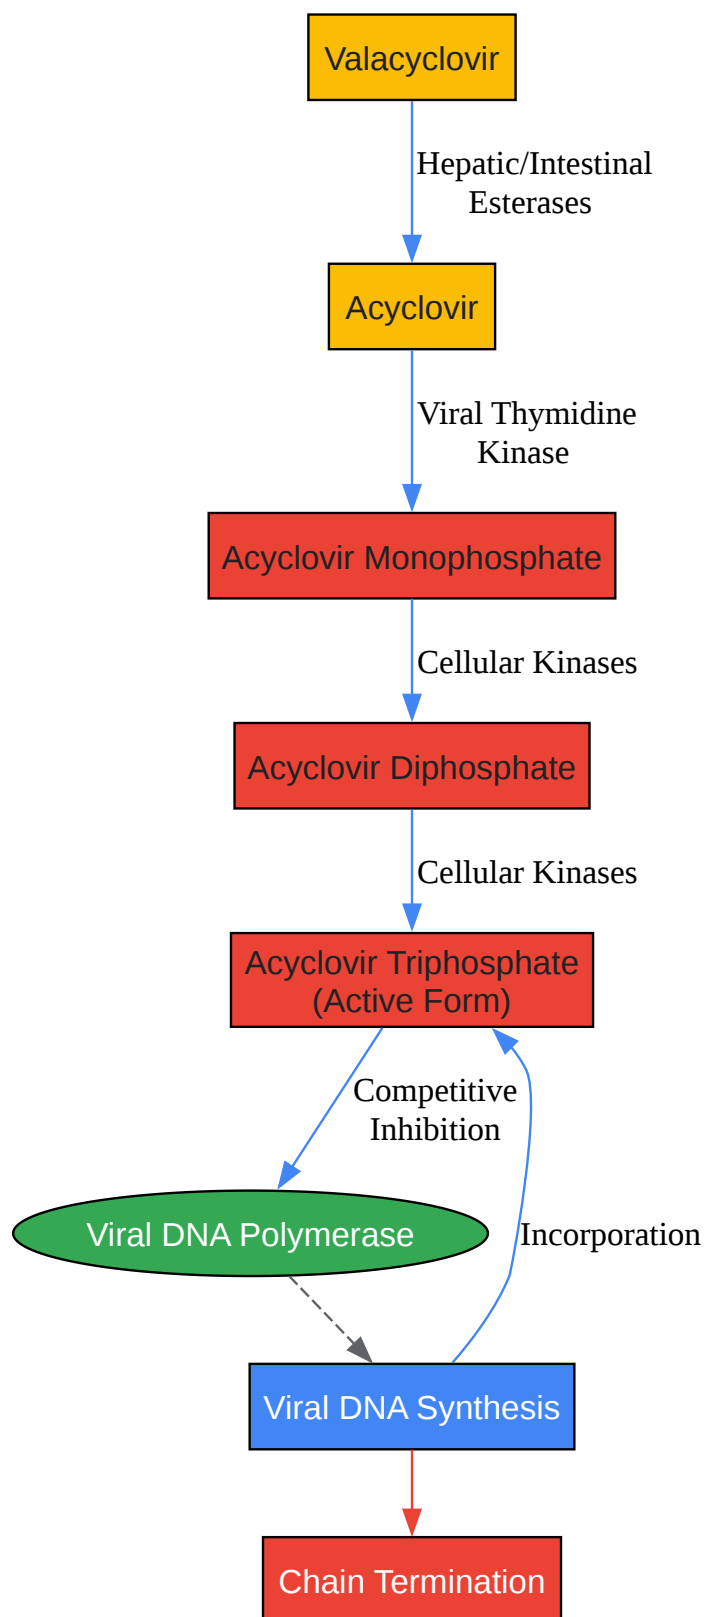 Valacyclovir
Hepatic/Intestinal
Esterases
Acyclovir
Viral Thymidine
Kinase
Acyclovir Monophosphate
Cellular Kinases
Acyclovir Diphosphate
Cellular Kinases
Acyclovir Triphosphate
(Active Form)
Competitive
Inhibition
Viral DNA Polymerase
Incorporation
Viral DNA Synthesis
Chain Termination